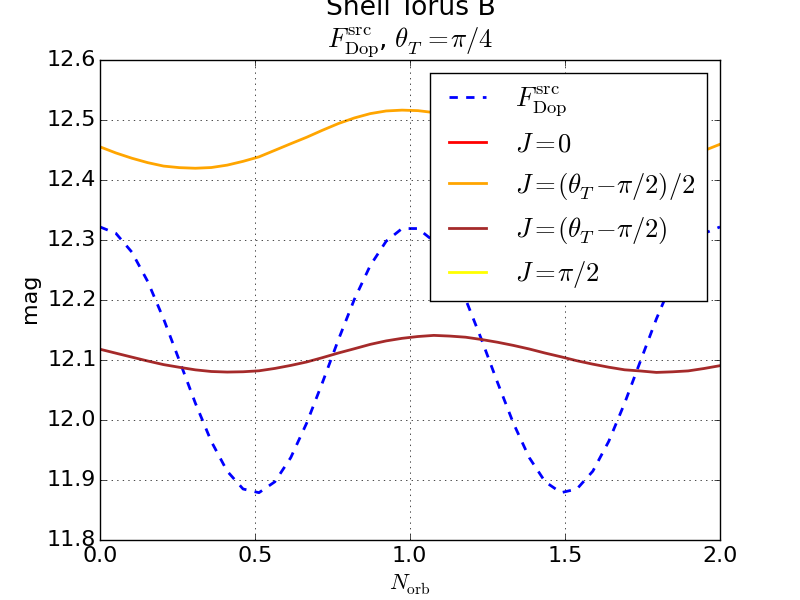 Shell Torus B
F_Dop^src, θ_T = π/4
12.6
12.5
12.4
12.3
12.2
12.1
12.0
11.9
11.8
mag
F_Dop^src
J=0
J=(θ_T−π/2)/2
J=(θ_T−π/2)
J=π/2
0.0 0.5 1.0 1.5 2.0
N_orb